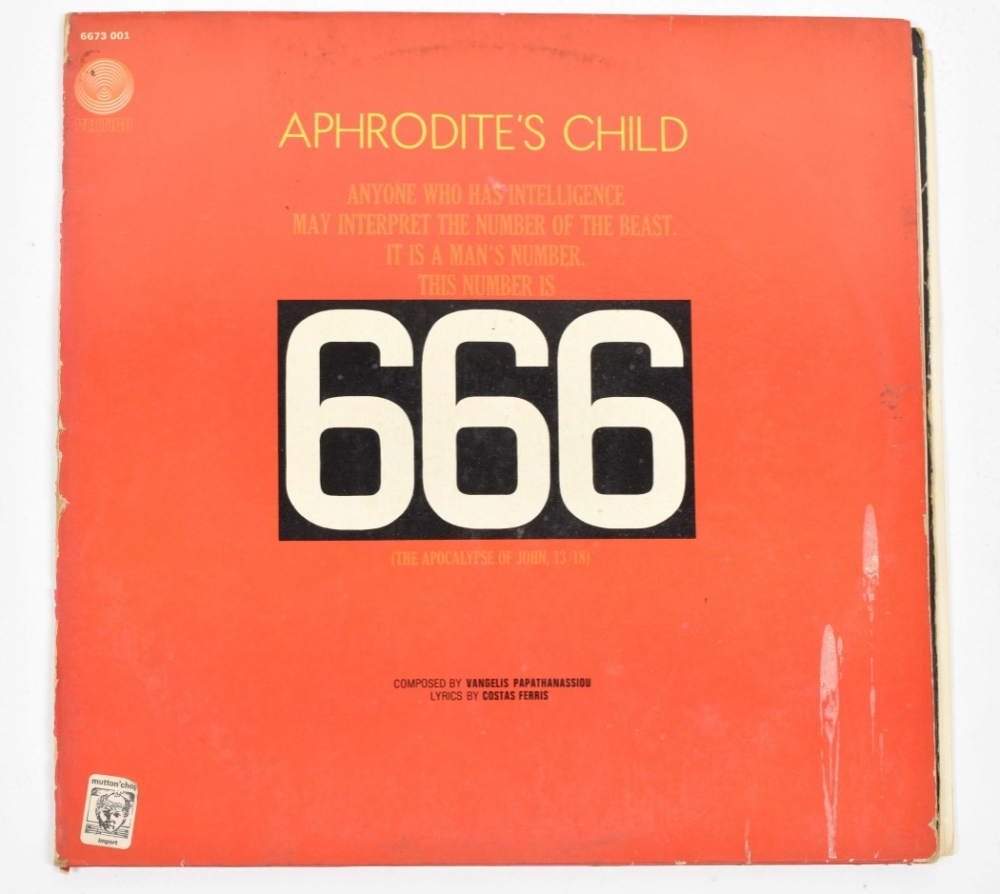 6673 001
VERTIGO
APHRODITE'S CHILD
ANYONE WHO HAS INTELLIGENCE
MAY INTERPRET THE NUMBER OF THE BEAST.
IT IS A MAN'S NUMBER.
THIS NUMBER IS
666
(THE APOCALYPSE OF JOHN, 13/18)
COMPOSED BY VANGELIS PAPATHANASSIOU
LYRICS BY COSTAS FERRIS
mutton'chop
import